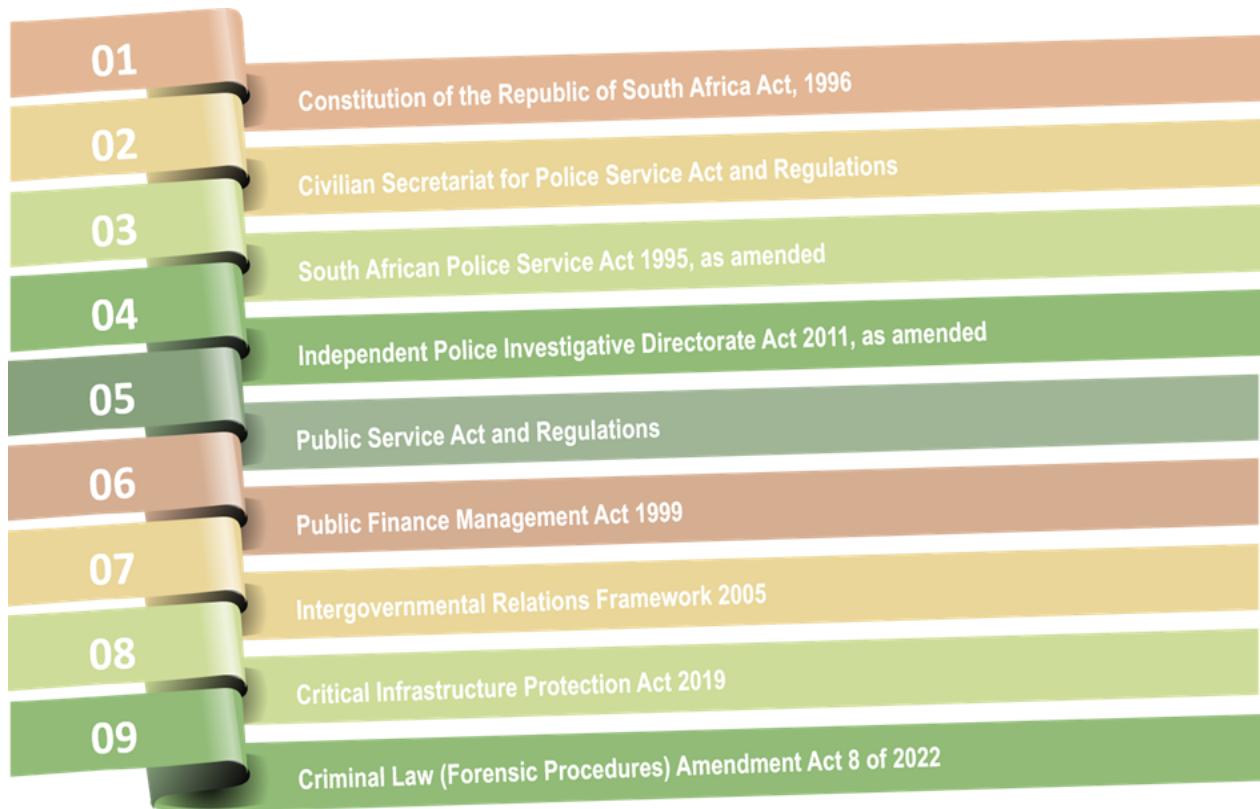 01
Constitution of the Republic of South Africa Act, 1996
02
Civilian Secretariat for Police Service Act and Regulations
03
South African Police Service Act 1995, as amended
04
Independent Police Investigative Directorate Act 2011, as amended
05
Public Service Act and Regulations
06
Public Finance Management Act 1999
07
Intergovernmental Relations Framework 2005
08
Critical Infrastructure Protection Act 2019
09
Criminal Law (Forensic Procedures) Amendment Act 8 of 2022